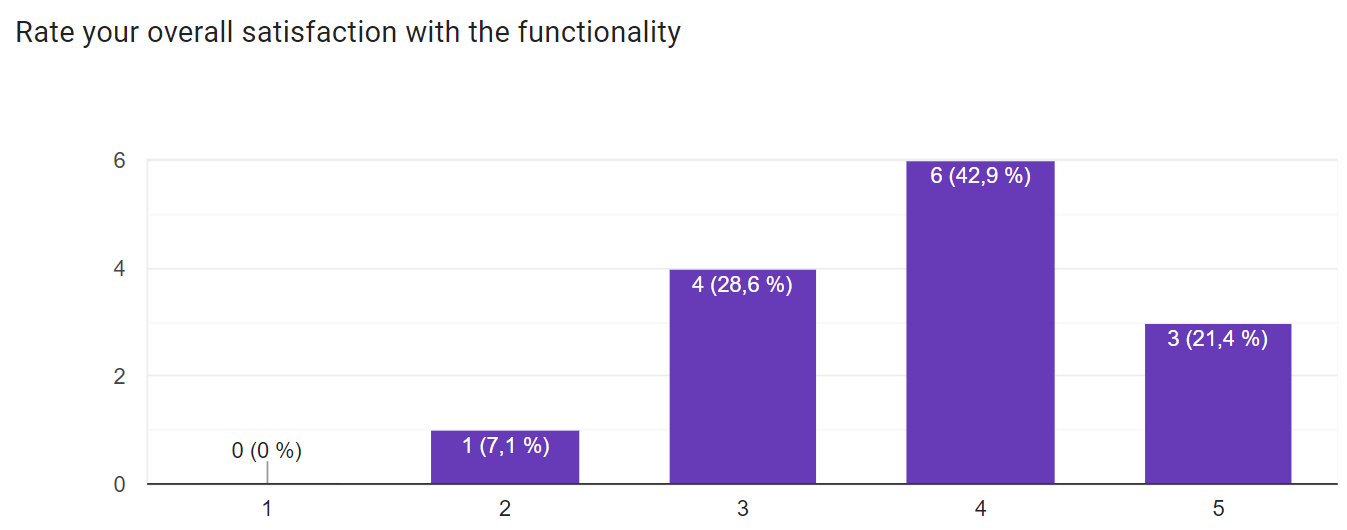 Rate your overall satisfaction with the functionality
6
6 (42,9 %)
4
4 (28,6 %)
3 (21,4 %)
2
1 (7,1 %)
0 (0 %)
0
1 2 3 4 5